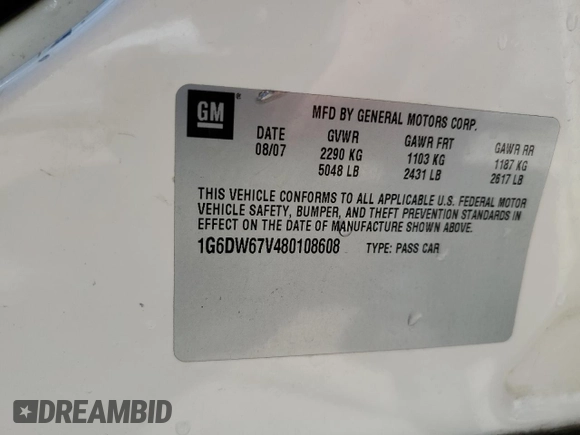 GM
®
MFD BY GENERAL MOTORS CORP.
DATE GVWR GAWR FRT GAWR RR
08/07 2290 KG 1103 KG 1187 KG
5048 LB 2431 LB 2617 LB
THIS VEHICLE CONFORMS TO ALL APPLICABLE U.S. FEDERAL MOTOR
VEHICLE SAFETY, BUMPER, AND THEFT PREVENTION STANDARDS IN
EFFECT ON THE DATE OF MANUFACTURE SHOWN ABOVE.
1G6DW67V480108608 TYPE: PASS CAR
DREAMBID